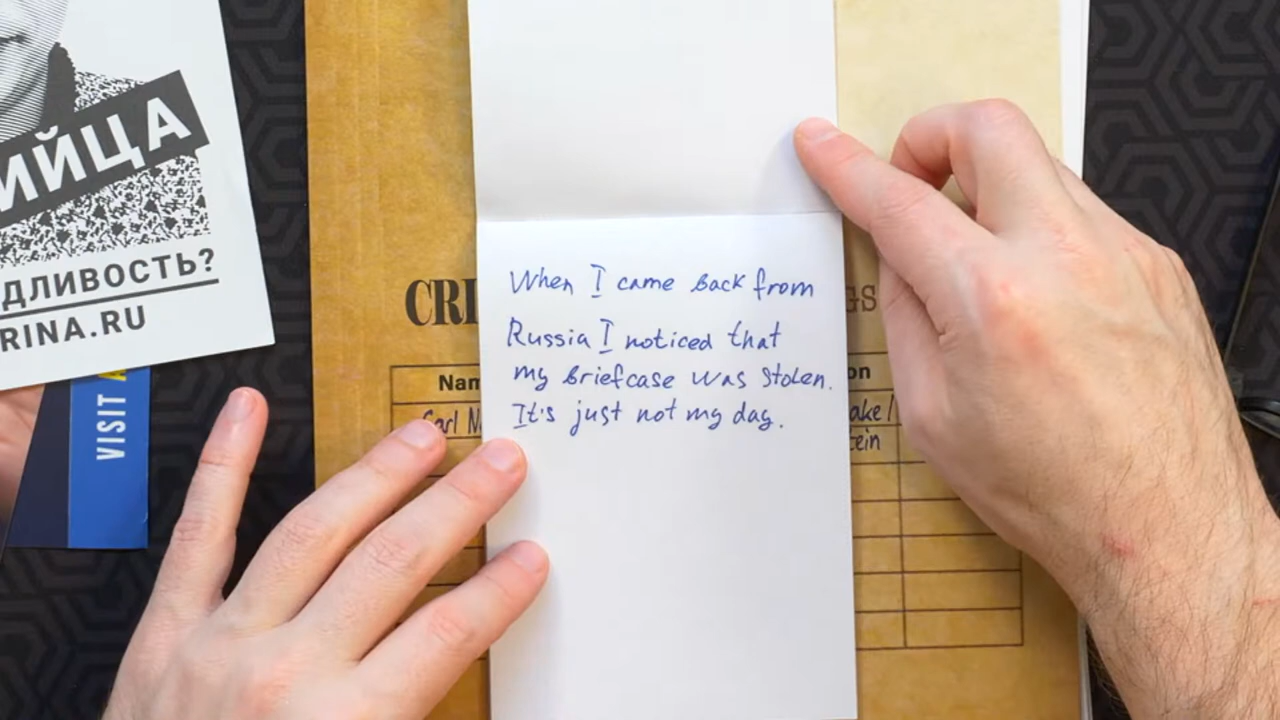 ИЙЦА
ДЛИВОСТЬ?
RINA.RU
VISIT
CRI
GS
Nam
on
Carl N
ake/
tein
When I came back from
Russia I noticed that
my briefcase was stolen.
It's just not my day.